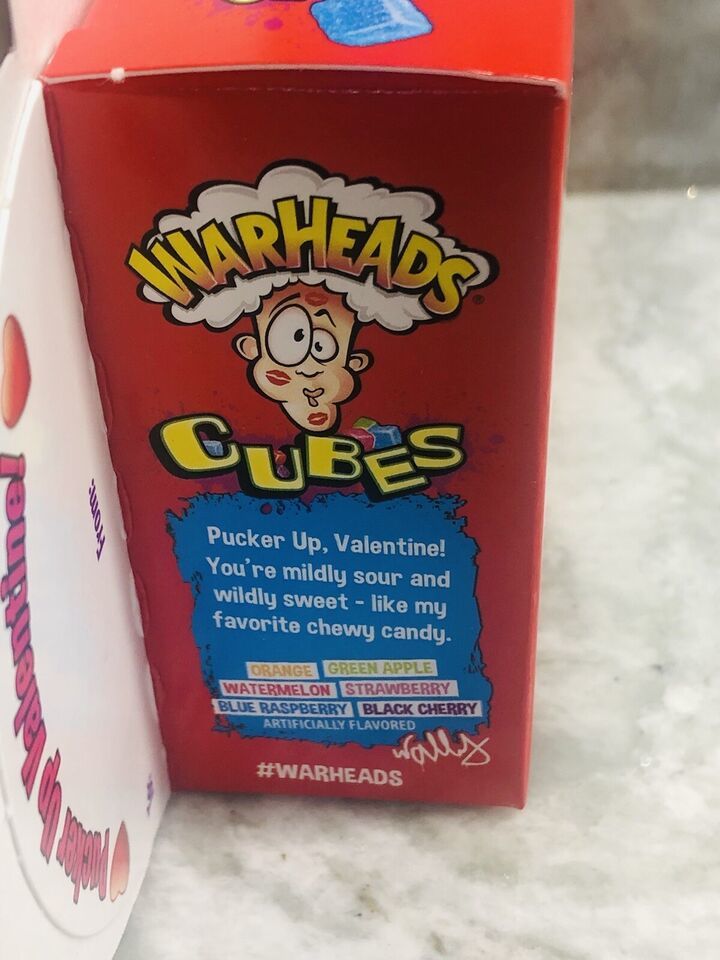 WARHEADS
CUBES
Pucker Up, Valentine!
You're mildly sour and
wildly sweet - like my
favorite chewy candy.
ORANGE GREEN APPLE
WATERMELON STRAWBERRY
BLUE RASPBERRY BLACK CHERRY
ARTIFICIALLY FLAVORED
#WARHEADS
From:
Pucker Up Valentine!